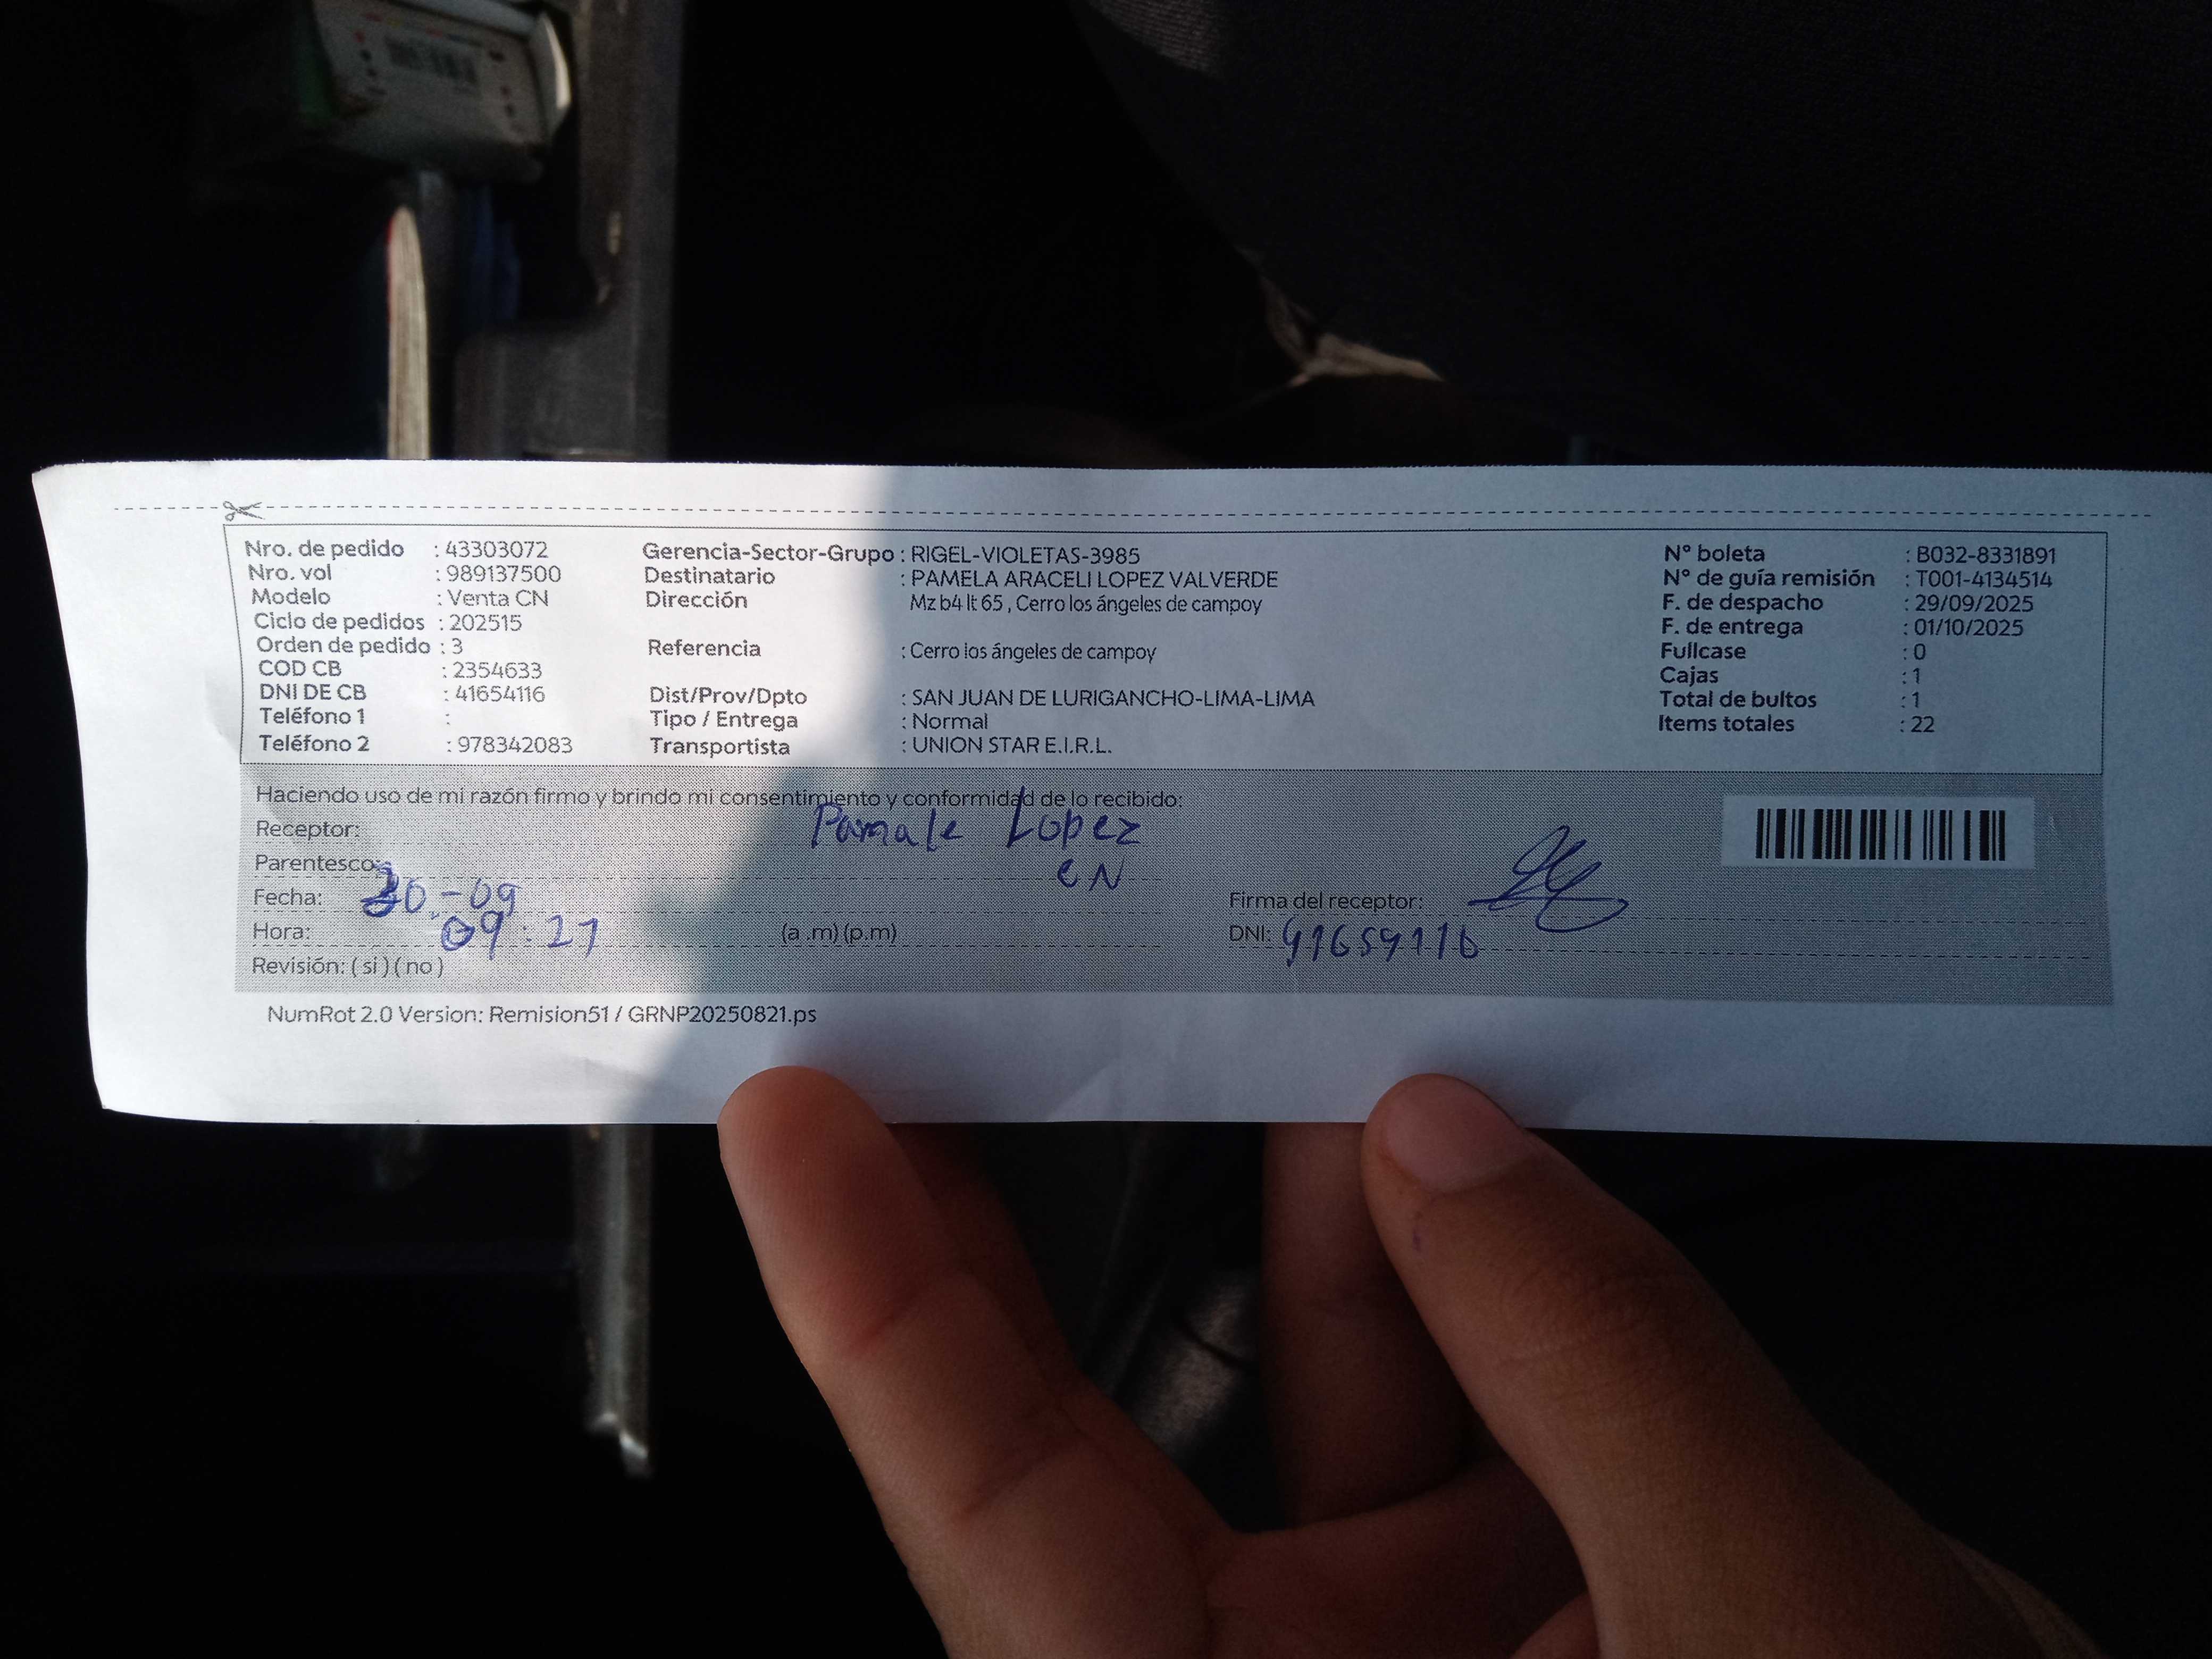 Nro. de pedido : 43303072
Nro. vol : 989137500
Modelo : Venta CN
Ciclo de pedidos : 202515
Orden de pedido : 3
COD CB : 2354633
DNI DE CB : 41654116
Teléfono 1 :
Teléfono 2 : 978342083
Gerencia-Sector-Grupo : RIGEL-VIOLETAS-3985
Destinatario : PAMELA ARACELI LOPEZ VALVERDE
Dirección Mz b4 lt 65 , Cerro los ángeles de campoy
Referencia : Cerro los ángeles de campoy
Dist/Prov/Dpto : SAN JUAN DE LURIGANCHO-LIMA-LIMA
Tipo / Entrega : Normal
Transportista : UNION STAR E.I.R.L.
N° boleta : B032-8331891
N° de guía remisión : T001-4134514
F. de despacho : 29/09/2025
F. de entrega : 01/10/2025
Fullcase : 0
Cajas : 1
Total de bultos : 1
Items totales : 22
Haciendo uso de mi razón firmo y brindo mi consentimiento y conformidad de lo recibido:
Receptor: Pamale Lopez
Parentesco: CN
Fecha: 30-09
Firma del receptor:
Hora: 09:27 (a .m) (p.m)
DNI: 41654116
Revisión: ( si ) ( no )
NumRot 2.0 Version: Remision51 / GRNP20250821.ps